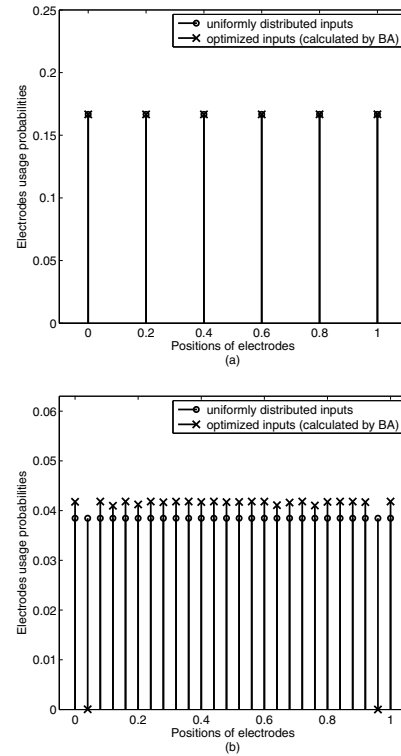 0.25
uniformly distributed inputs
optimized inputs (calculated by BA)
0.2
0.15
0.1
0.05
0
Electrodes usage probabilities
0 0.2 0.4 0.6 0.8 1
Positions of electrodes
(a)
0.06
uniformly distributed inputs
optimized inputs (calculated by BA)
0.05
0.04
0.03
0.02
0.01
0
Electrodes usage probabilities
0 0.2 0.4 0.6 0.8 1
Positions of electrodes
(b)